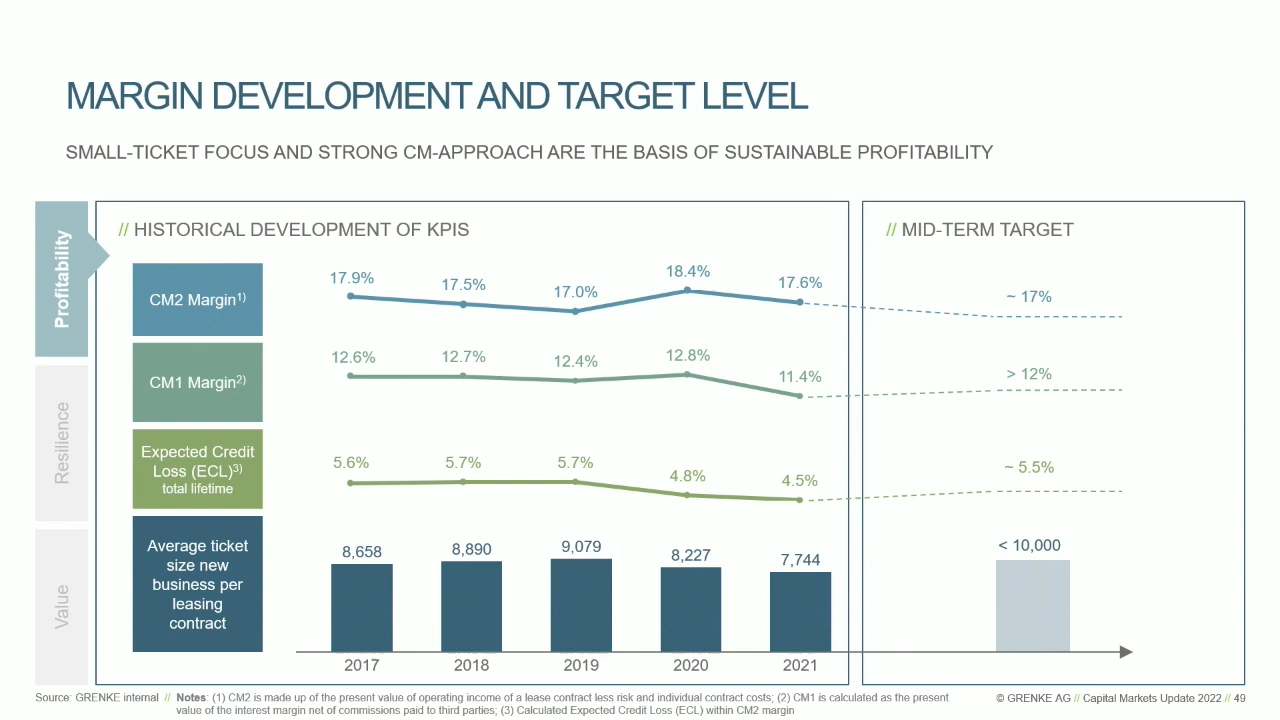 MARGIN DEVELOPMENT AND TARGET LEVEL
SMALL-TICKET FOCUS AND STRONG CM-APPROACH ARE THE BASIS OF SUSTAINABLE PROFITABILITY
Profitability
Resilience
Value
// HISTORICAL DEVELOPMENT OF KPIS
CM2 Margin1)
17.9%
17.5%
17.0%
18.4%
17.6%
CM1 Margin2)
12.6%
12.7%
12.4%
12.8%
11.4%
Expected Credit
Loss (ECL)3)
total lifetime
5.6%
5.7%
5.7%
4.8%
4.5%
Average ticket
size new
business per
leasing
contract
8,658
8,890
9,079
8,227
7,744
2017
2018
2019
2020
2021
// MID-TERM TARGET
~ 17%
> 12%
~ 5.5%
< 10,000
Source: GRENKE internal // Notes: (1) CM2 is made up of the present value of operating income of a lease contract less risk and individual contract costs; (2) CM1 is calculated as the present
value of the interest margin net of commissions paid to third parties; (3) Calculated Expected Credit Loss (ECL) within CM2 margin
© GRENKE AG // Capital Markets Update 2022 // 49